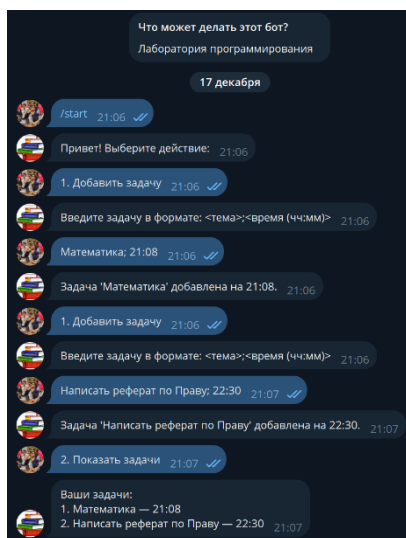 Что может делать этот бот?
Лаборатория программирования
17 декабря
/start 21:06
Привет! Выберите действие: 21:06
1. Добавить задачу 21:06
Введите задачу в формате: <тема>;<время (чч:мм)> 21:06
Математика; 21:08 21:06
Задача 'Математика' добавлена на 21:08. 21:06
1. Добавить задачу 21:06
Введите задачу в формате: <тема>;<время (чч:мм)> 21:06
Написать реферат по Праву; 22:30 21:07
Задача 'Написать реферат по Праву' добавлена на 22:30. 21:07
2. Показать задачи 21:07
Ваши задачи:
1. Математика — 21:08
2. Написать реферат по Праву — 22:30 21:07